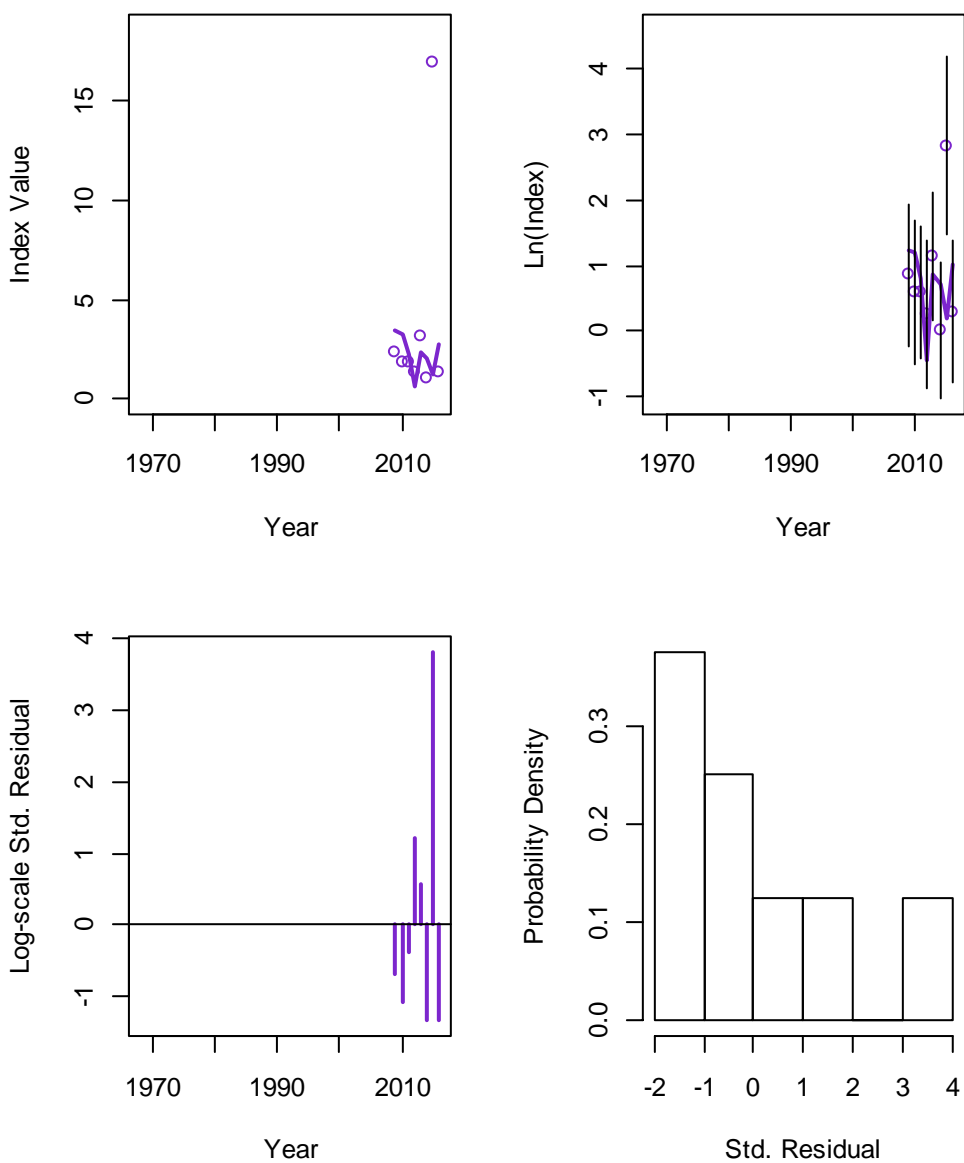 Index Value
15
10
5
0
1970 1990 2010
Year
Ln(Index)
4
3
2
1
0
-1
1970 1990 2010
Year
Log-scale Std. Residual
4
3
2
1
0
-1
1970 1990 2010
Year
Probability Density
0.3
0.2
0.1
0.0
-2 -1 0 1 2 3 4
Std. Residual